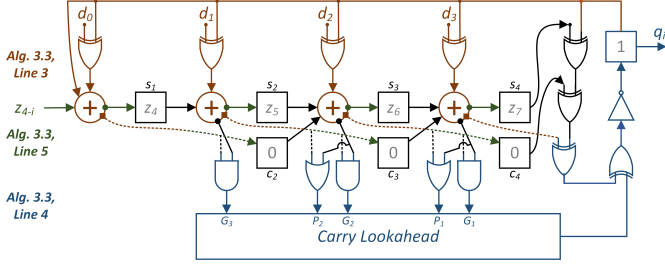 d0 d1 d2 d3
qi
1
Alg. 3.3,
Line 3
s1 s2 s3 s4
z4-i + z4 + z5 + z6 + z7
Alg. 3.3,
Line 5
0 0 0
c2 c3 c4
Alg. 3.3,
Line 4
G3 P2 G2 P1 G1
Carry Lookahead